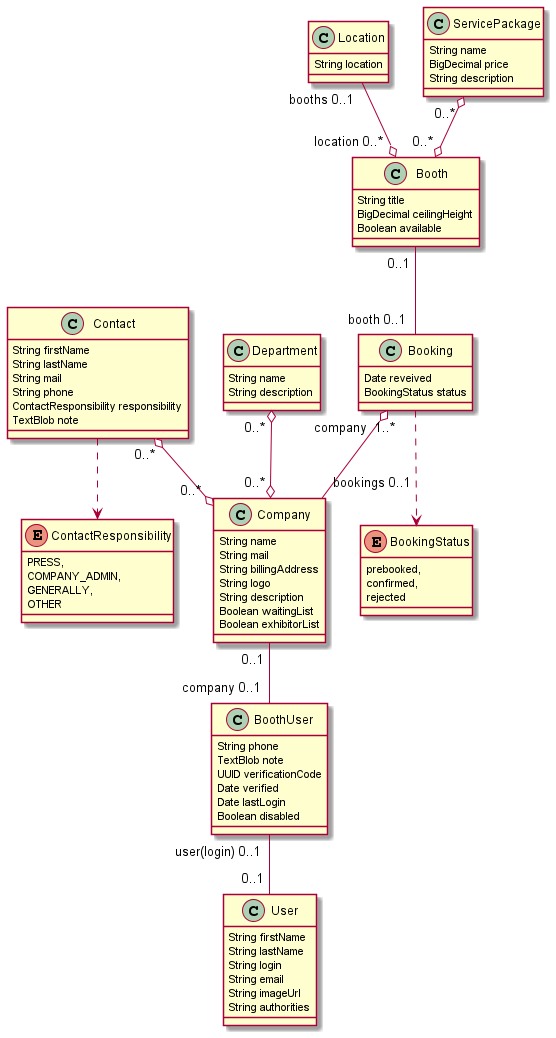 C Location
String location
C ServicePackage
String name
BigDecimal price
String description
booths 0..1
0..*
location 0..*
0..*
C Booth
String title
BigDecimal ceilingHeight
Boolean available
0..1
booth 0..1
C Contact
String firstName
String lastName
String mail
String phone
ContactResponsibility responsibility
TextBlob note
C Department
String name
String description
C Booking
Date reveived
BookingStatus status
0..*
0..*
company 1..*
0..*
0..*
bookings 0..1
E ContactResponsibility
PRESS,
COMPANY_ADMIN,
GENERALLY,
OTHER
C Company
String name
String mail
String billingAddress
String logo
String description
Boolean waitingList
Boolean exhibitorList
E BookingStatus
prebooked,
confirmed,
rejected
0..1
company 0..1
C BoothUser
String phone
TextBlob note
UUID verificationCode
Date verified
Date lastLogin
Boolean disabled
user(login) 0..1
0..1
C User
String firstName
String lastName
String login
String email
String imageUrl
String authorities